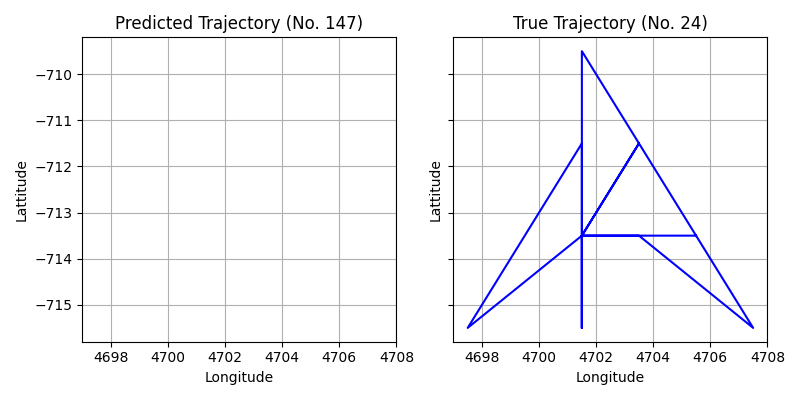 Predicted Trajectory (No. 147)
−710
−711
−712
−713
−714
−715
Lattitude
4698 4700 4702 4704 4706 4708
Longitude
True Trajectory (No. 24)
Lattitude
4698 4700 4702 4704 4706 4708
Longitude